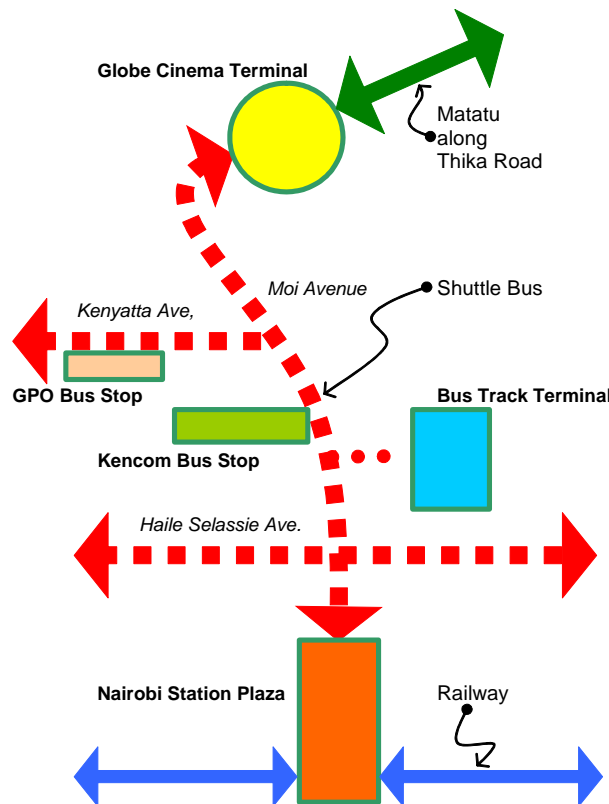 Globe Cinema Terminal
Matatu
along
Thika Road
Moi Avenue
Kenyatta Ave,
Shuttle Bus
GPO Bus Stop
Bus Track Terminal
Kencom Bus Stop
Haile Selassie Ave.
Nairobi Station Plaza
Railway